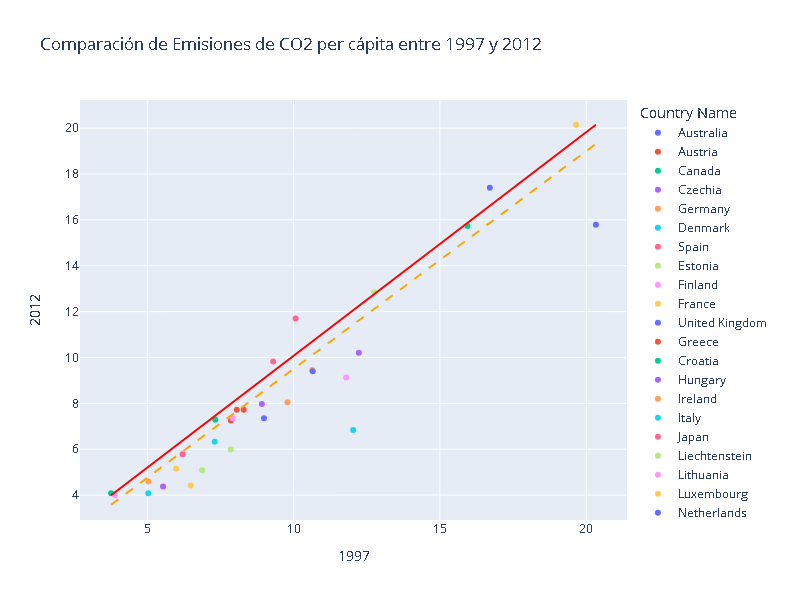 Comparación de Emisiones de CO2 per cápita entre 1997 y 2012
Country Name
Australia
Austria
Canada
Czechia
Germany
Denmark
Spain
Estonia
Finland
France
United Kingdom
Greece
Croatia
Hungary
Ireland
Italy
Japan
Liechtenstein
Lithuania
Luxembourg
Netherlands
2012
20
18
16
14
12
10
8
6
4
5
10
15
20
1997